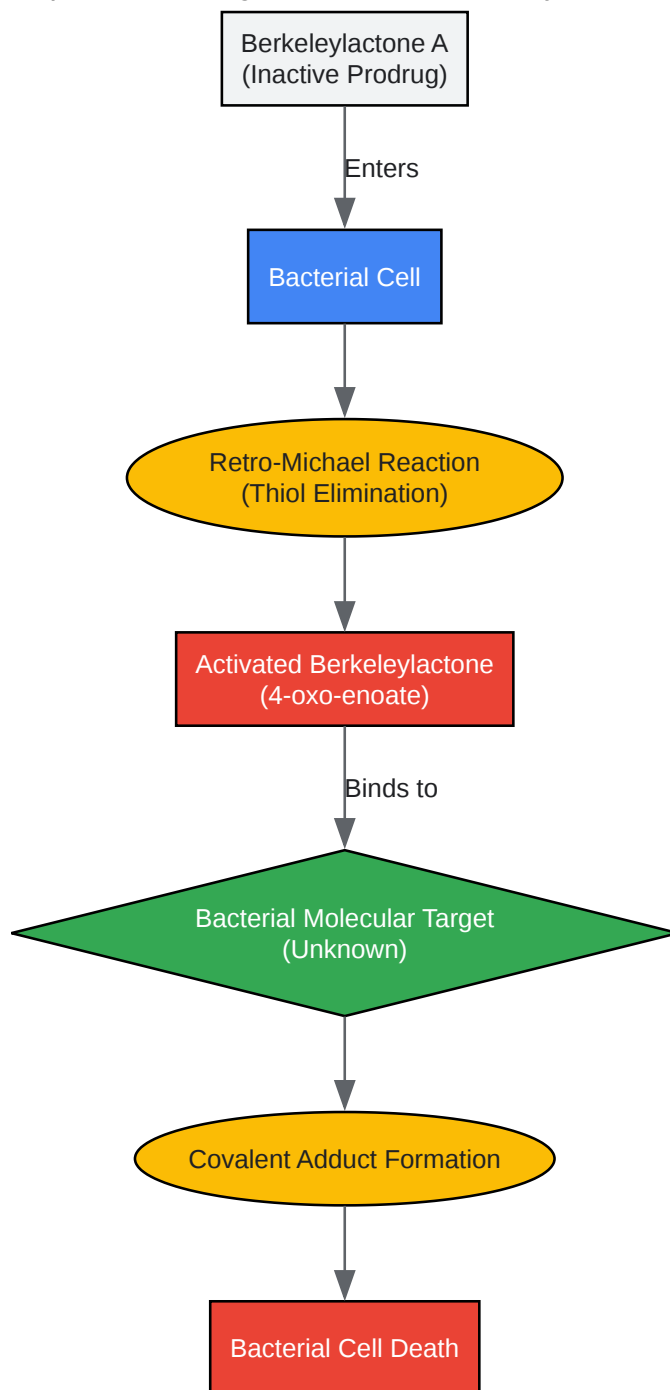 Berkeleylactone A
(Inactive Prodrug)
Enters
Bacterial Cell
Retro-Michael Reaction
(Thiol Elimination)
Activated Berkeleylactone
(4-oxo-enoate)
Binds to
Bacterial Molecular Target
(Unknown)
Covalent Adduct Formation
Bacterial Cell Death